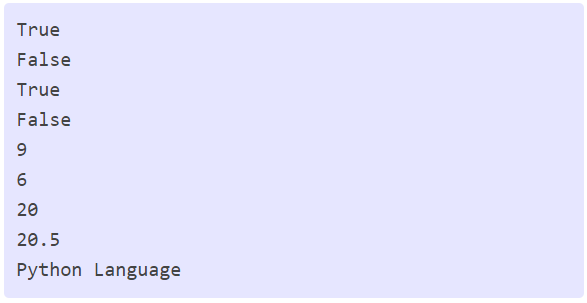 True
False
True
False
9
6
20
20.5
Python Language